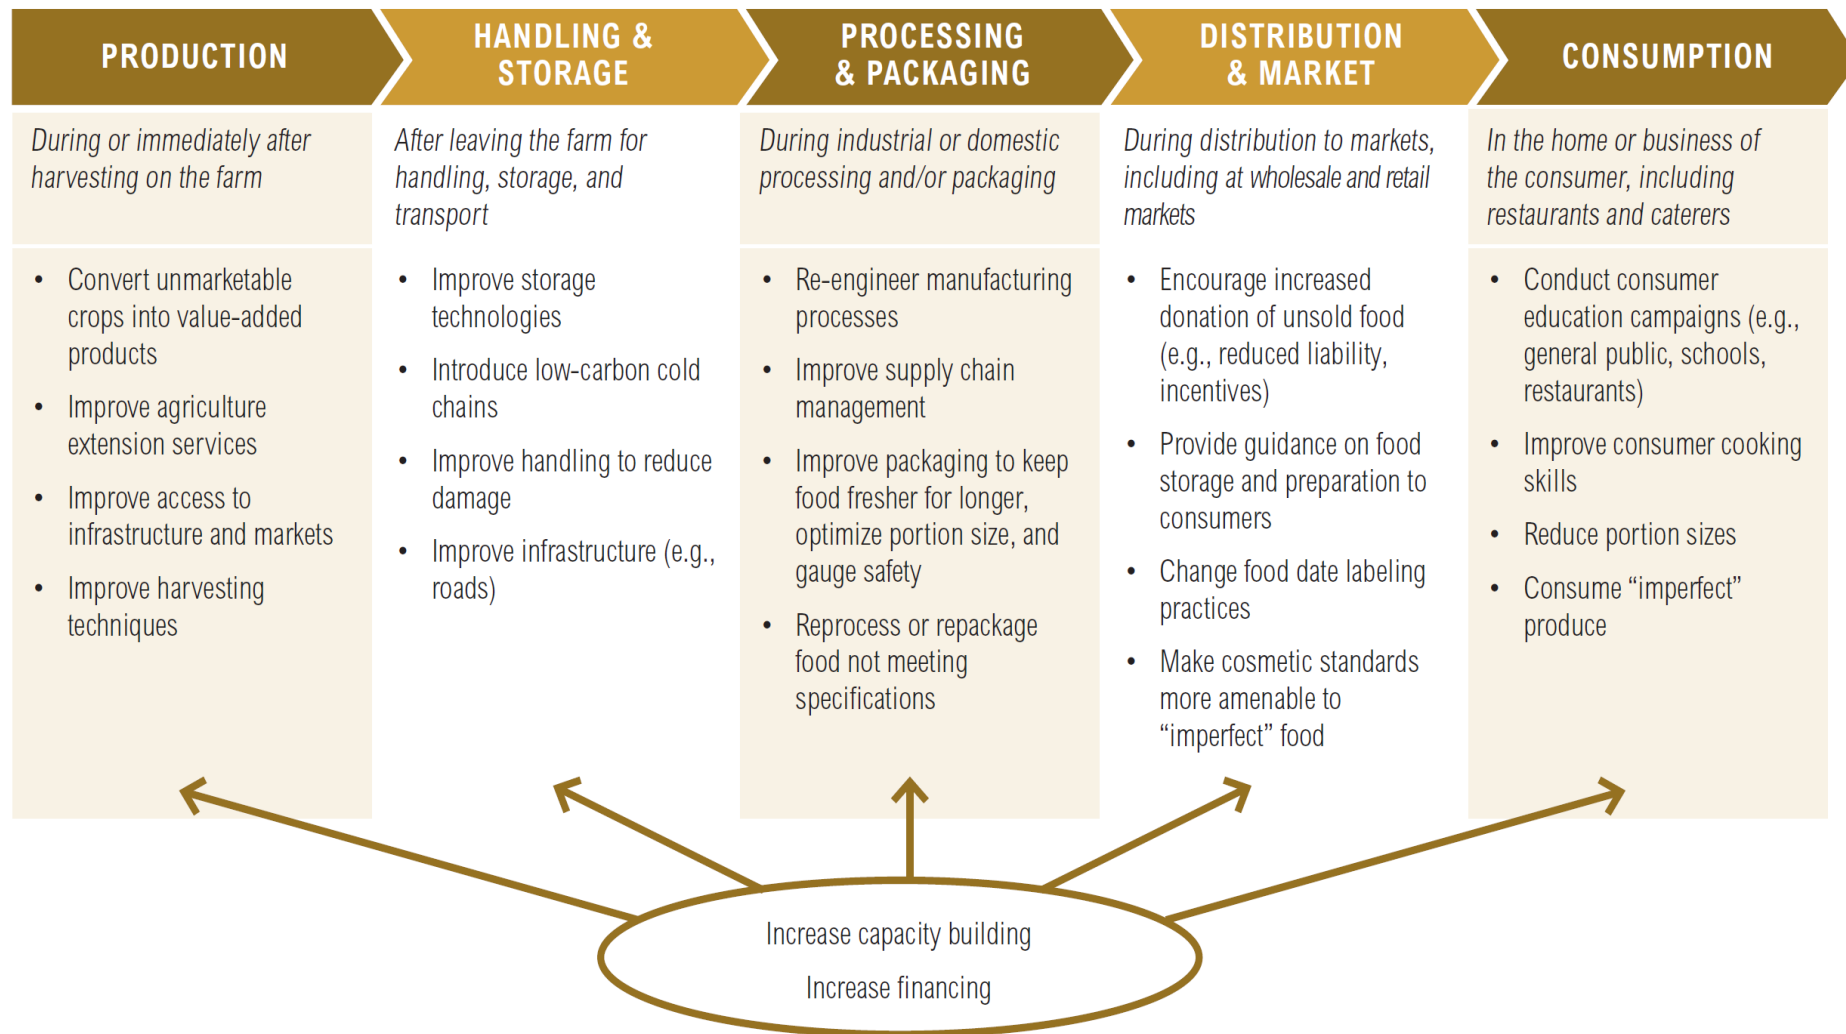 PRODUCTION
HANDLING &
STORAGE
PROCESSING
& PACKAGING
DISTRIBUTION
& MARKET
CONSUMPTION
During or immediately after
harvesting on the farm
After leaving the farm for
handling, storage, and
transport
During industrial or domestic
processing and/or packaging
During distribution to markets,
including at wholesale and retail
markets
In the home or business of
the consumer, including
restaurants and caterers
• Convert unmarketable
crops into value-added
products
• Improve agriculture
extension services
• Improve access to
infrastructure and markets
• Improve harvesting
techniques
• Improve storage
technologies
• Introduce low-carbon cold
chains
• Improve handling to reduce
damage
• Improve infrastructure (e.g.,
roads)
• Re-engineer manufacturing
processes
• Improve supply chain
management
• Improve packaging to keep
food fresher for longer,
optimize portion size, and
gauge safety
• Reprocess or repackage
food not meeting
specifications
• Encourage increased
donation of unsold food
(e.g., reduced liability,
incentives)
• Provide guidance on food
storage and preparation to
consumers
• Change food date labeling
practices
• Make cosmetic standards
more amenable to
“imperfect” food
• Conduct consumer
education campaigns (e.g.,
general public, schools,
restaurants)
• Improve consumer cooking
skills
• Reduce portion sizes
• Consume “imperfect”
produce
Increase capacity building
Increase financing